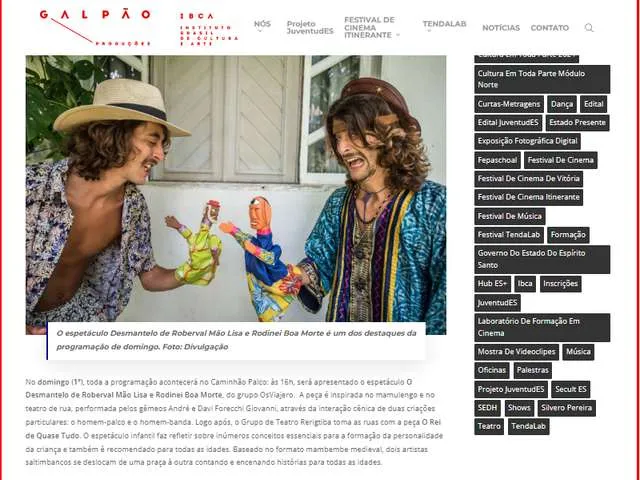 GALPÃO
PRODUÇÕES
IBCA
INSTITUTO
BRASIL
DE CULTURA
E ARTE
NÓS
Projeto
JuventudES
FESTIVAL DE
CINEMA
ITINERANTE
TENDALAB
NOTÍCIAS
CONTATO
O espetáculo Desmantelo de Roberval Mão Lisa e Rodinei Boa Morte é um dos destaques da
programação de domingo. Foto: Divulgação
No domingo (1º), toda a programação acontecerá no Caminhão Palco: às 16h, será apresentado o espetáculo O
Desmantelo de Roberval Mão Lisa e Rodinei Boa Morte, do grupo OsViajero. A peça é inspirada no mamulengo e no
teatro de rua, performada pelos gêmeos André e Davi Forecchi Giovanni, através da interação cênica de duas criações
particulares: o homem-palco e o homem-banda. Logo após, o Grupo de Teatro Rerigtiba toma as ruas com a peça O Rei
de Quase Tudo. O espetáculo infantil faz refletir sobre inúmeros conceitos essenciais para a formação da personalidade
da criança e também é recomendado para todas as idades. Baseado no formato mambembe medieval, dois artistas
saltimbancos se deslocam de uma praça à outra contando e encenando histórias para todas as idades.
Cultura Em Toda Parte 2024
Cultura Em Toda Parte Módulo
Norte
Curtas-Metragens Dança Edital
Edital JuventudES Estado Presente
Exposição Fotográfica Digital
Fepaschoal Festival De Cinema
Festival De Cinema De Vitória
Festival De Cinema Itinerante
Festival De Música
Festival TendaLab Formação
Governo Do Estado Do Espírito
Santo
Hub ES+ Ibca Inscrições
JuventudES
Laboratório De Formação Em
Cinema
Mostra De Videoclipes Música
Oficinas Palestras
Projeto JuventudES Secult ES
SEDH Shows Silvero Pereira
Teatro TendaLab